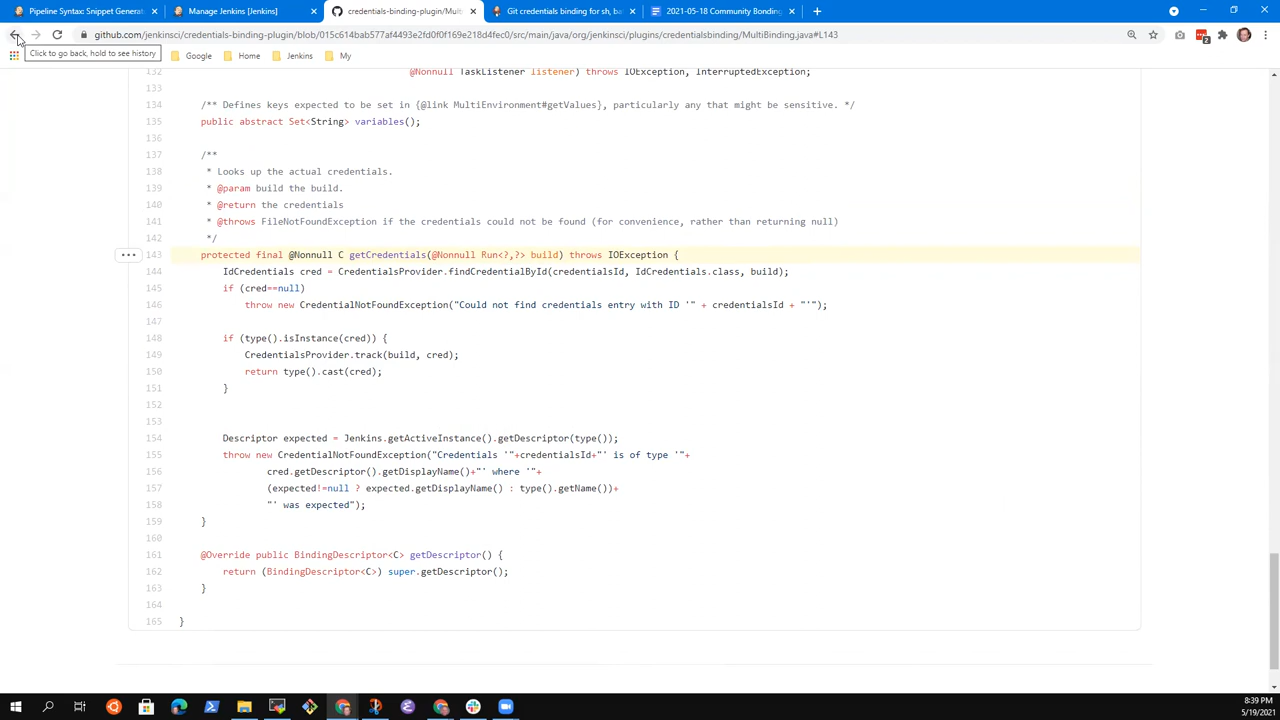 Pipeline Syntax: Snippet Generat
Manage Jenkins [Jenkins]
credentials-binding-plugin/Mult
Git credentials binding for sh, ba
2021-05-18 Community Bonding
github.com/jenkinsci/credentials-binding-plugin/blob/015c614bab577af4493e2fd0f0f169e218d4fec0/src/main/java/org/jenkinsci/plugins/credentialsbinding/MultiBinding.java#L143
2
Click to go back, hold to see history
Google
Home
Jenkins
My
132 @Nonnull TaskListener listener) throws IOException, InterruptedException;
133
134 /** Defines keys expected to be set in {@link MultiEnvironment#getValues}, particularly any that might be sensitive. */
135 public abstract Set<String> variables();
136
137 /**
138 * Looks up the actual credentials.
139 * @param build the build.
140 * @return the credentials
141 * @throws FileNotFoundException if the credentials could not be found (for convenience, rather than returning null)
142 */
143 protected final @Nonnull C getCredentials(@Nonnull Run<?,?> build) throws IOException {
144 IdCredentials cred = CredentialsProvider.findCredentialById(credentialsId, IdCredentials.class, build);
145 if (cred==null)
146 throw new CredentialNotFoundException("Could not find credentials entry with ID '" + credentialsId + "'");
147
148 if (type().isInstance(cred)) {
149 CredentialsProvider.track(build, cred);
150 return type().cast(cred);
151 }
152
153
154 Descriptor expected = Jenkins.getActiveInstance().getDescriptor(type());
155 throw new CredentialNotFoundException("Credentials '"+credentialsId+"' is of type '"+
156 cred.getDescriptor().getDisplayName()+"' where '"+
157 (expected!=null ? expected.getDisplayName() : type().getName())+
158 "' was expected");
159 }
160
161 @Override public BindingDescriptor<C> getDescriptor() {
162 return (BindingDescriptor<C>) super.getDescriptor();
163 }
164
165 }
8:39 PM
5/19/2021